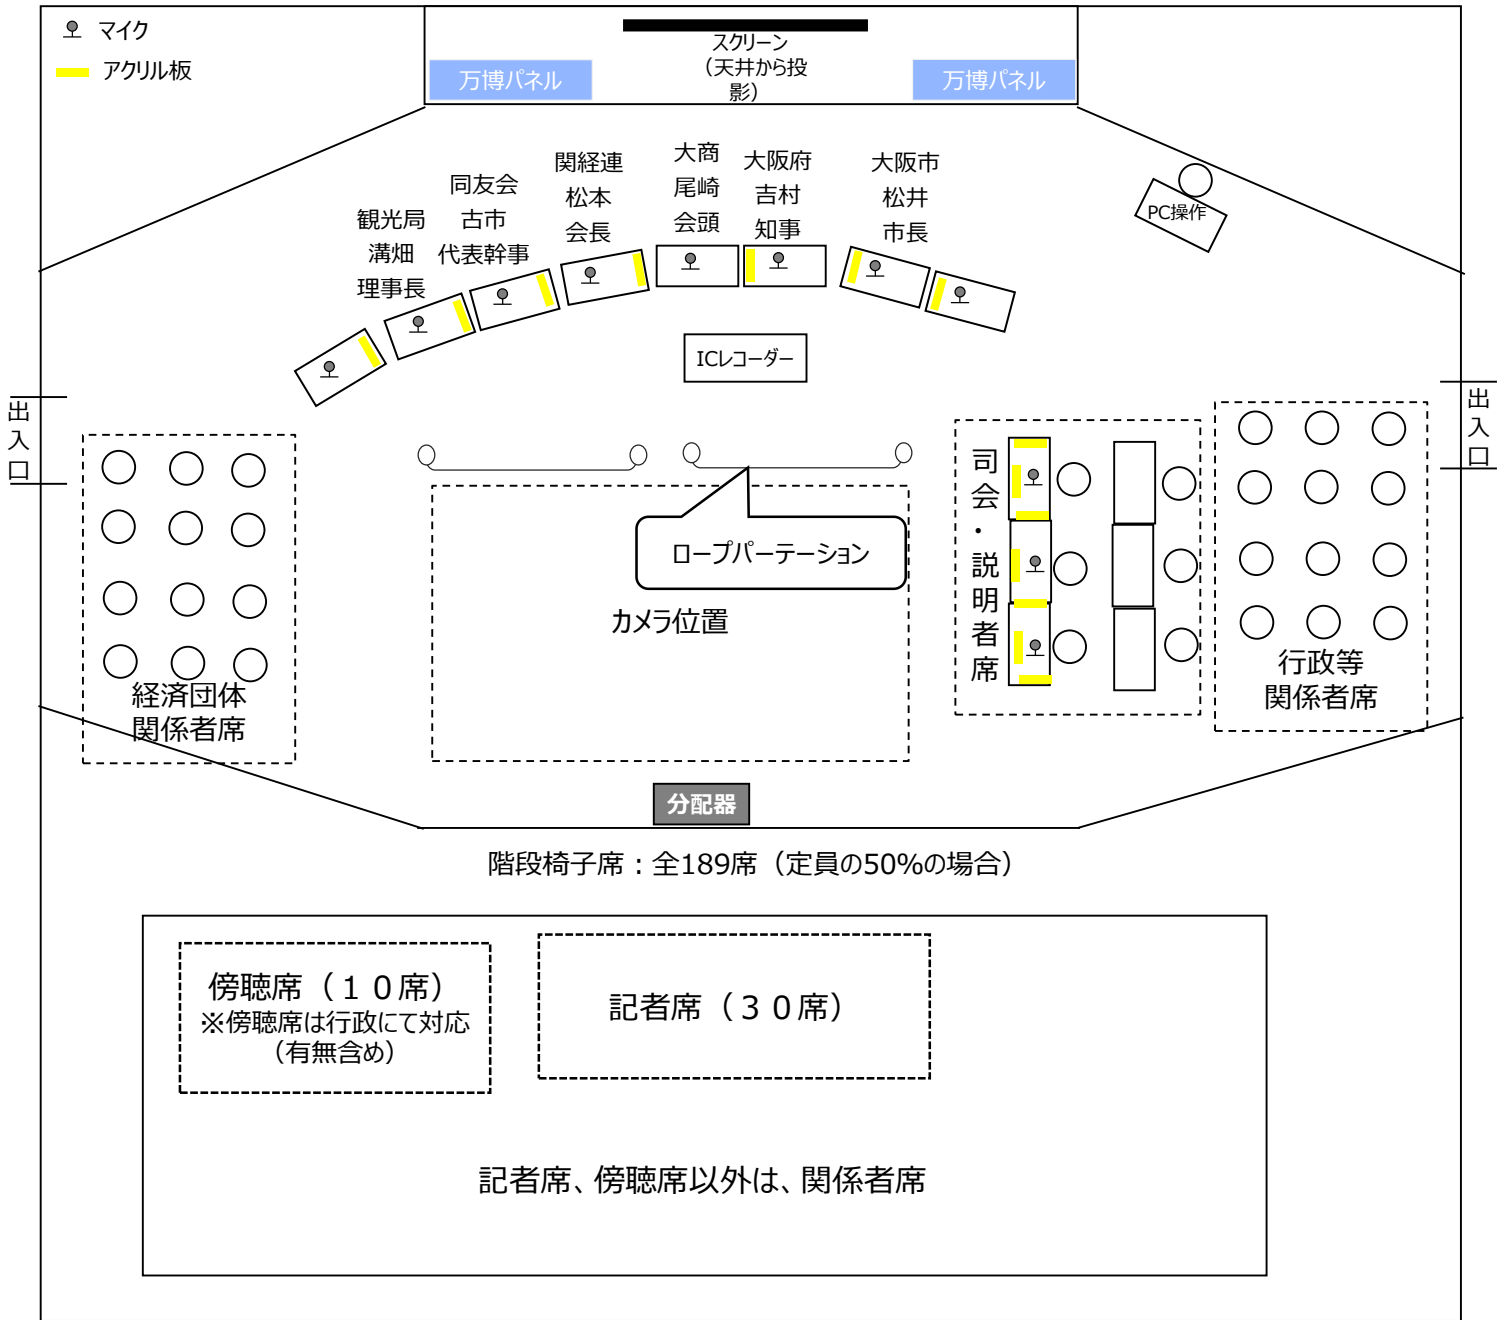 マイク
アクリル板
スクリーン
（天井から投
影）
万博パネル
万博パネル
観光局
溝畑
理事長
同友会
古市
代表幹事
関経連
松本
会長
大商
尾崎
会頭
大阪府
吉村
知事
大阪市
松井
市長
PC操作
ICレコーダー
出入口
出入口
ロープパーテーション
カメラ位置
司会・説明者席
経済団体
関係者席
行政等
関係者席
分配器
階段椅子席：全189席（定員の50%の場合）
傍聴席（１０席）
※傍聴席は行政にて対応
（有無含め）
記者席（３０席）
記者席、傍聴席以外は、関係者席